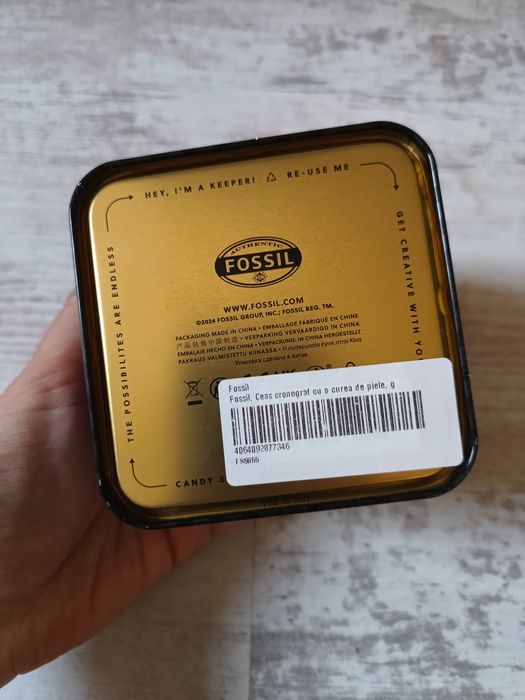 HEY, I'M A KEEPER! RE-USE ME
GET CREATIVE WITH YO
THE POSSIBILITES ARE ENDLESS
AUTHENTIC
FOSSIL
WWW.FOSSIL.COM
©2024 FOSSIL GROUP, INC.; FOSSIL REG. TM.
PACKAGING MADE IN CHINA • EMBALLAGE FABRIQUÉ EN CHINE
产品包装中国制造 • VERPAKKING VERVAARDIGD IN CHINA
EMBALAJE HECHO EN CHINA • VERPACKUNG: IN CHINA HERGESTELLT
PAKKAUS VALMISTETTU KIINASSA • Η συσκευασία έγινε στην Κίνα
Упаковка сделана в Китае
Fossil
Fossil, Ceas cronograf cu o curea de piele, g
4064092077346
CANDY S